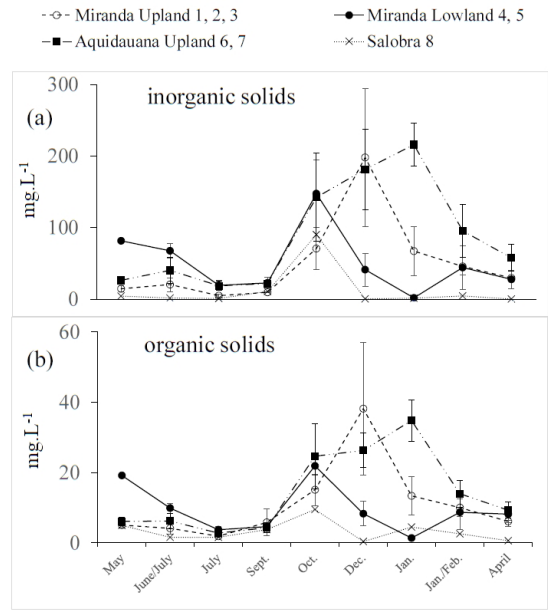 Miranda Upland 1, 2, 3 Miranda Lowland 4, 5
Aquidauana Upland 6, 7 Salobra 8
(a) inorganic solids
mg.L-1
300
200
100
0
(b) organic solids
mg.L-1
60
40
20
0
May June/July July Sept. Oct. Dec. Jan. Jan./Feb. April